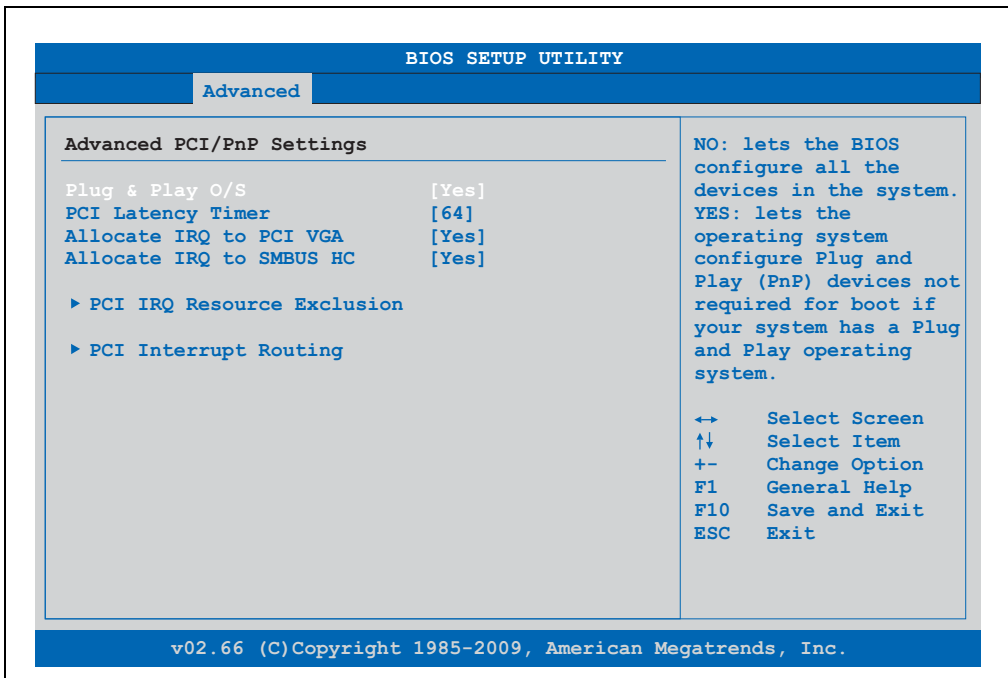 BIOS SETUP UTILITY
Advanced
Advanced PCI/PnP Settings
Plug & Play O/S [Yes]
PCI Latency Timer [64]
Allocate IRQ to PCI VGA [Yes]
Allocate IRQ to SMBUS HC [Yes]
▶ PCI IRQ Resource Exclusion
▶ PCI Interrupt Routing
NO: lets the BIOS
configure all the
devices in the system.
YES: lets the
operating system
configure Plug and
Play (PnP) devices not
required for boot if
your system has a Plug
and Play operating
system.
↔ Select Screen
↑↓ Select Item
+- Change Option
F1 General Help
F10 Save and Exit
ESC Exit
v02.66 (C)Copyright 1985-2009, American Megatrends, Inc.